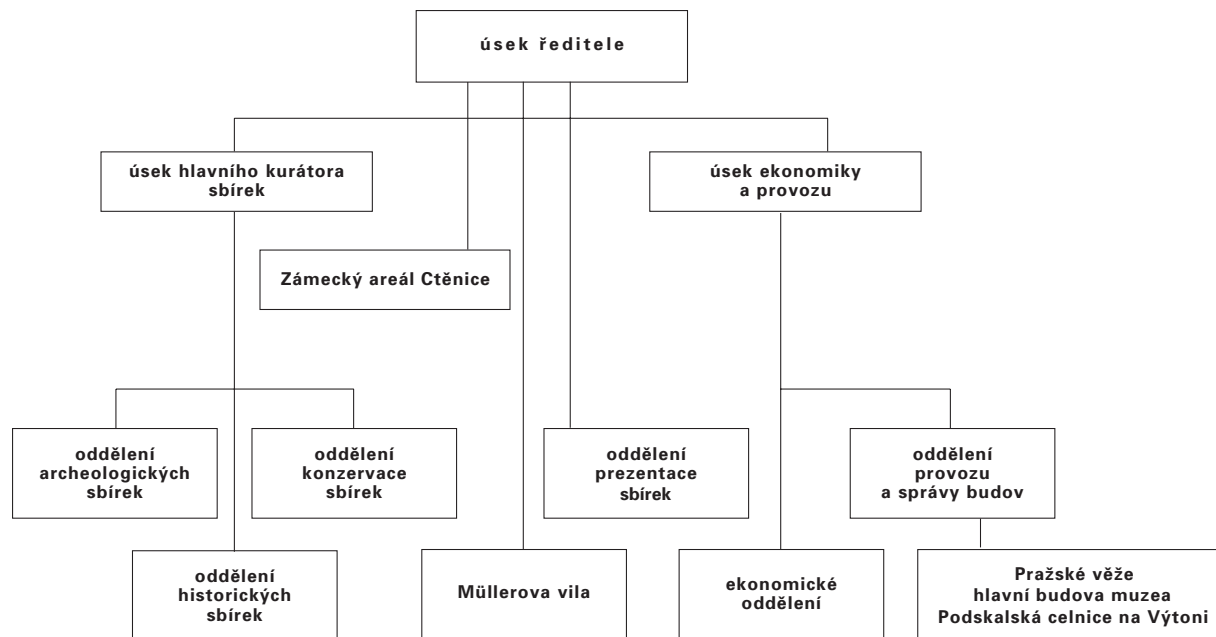 úsek ředitele
úsek hlavního kurátora
sbírek
úsek ekonomiky
a provozu
Zámecký areál Ctěnice
oddělení
archeologických
sbírek
oddělení
konzervace
sbírek
oddělení
prezentace
sbírek
oddělení
provozu
a správy budov
oddělení
historických
sbírek
Müllerova vila
ekonomické
oddělení
Pražské věže
hlavní budova muzea
Podskalská celnice na Výtoni